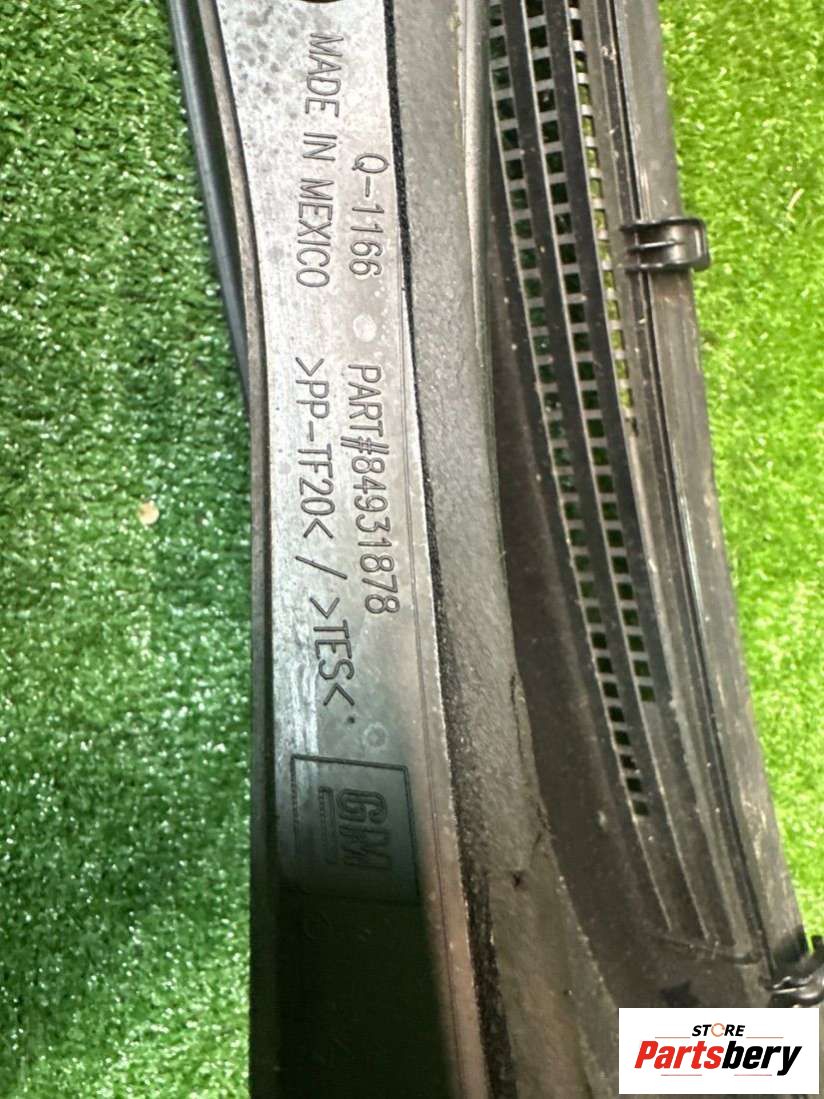 Q-1166 PART#84931878
MADE IN MEXICO >PP-TF20< / >TES<
GM
STORE
Partsbery